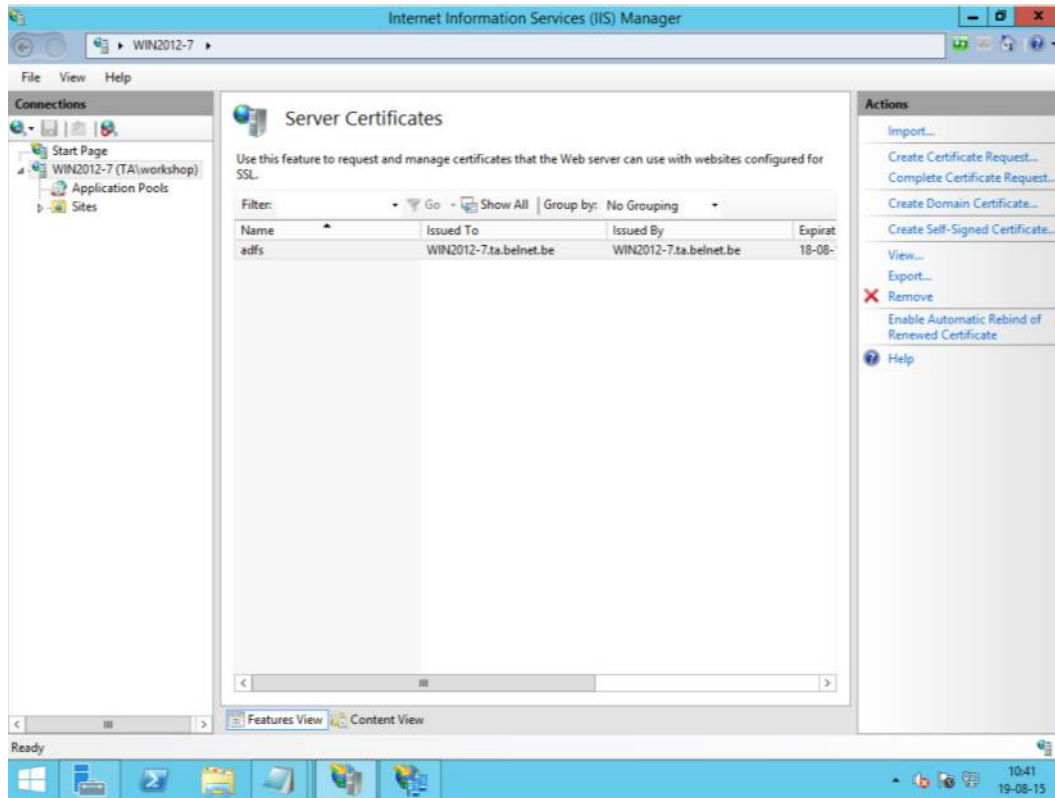 Internet Information Services (IIS) Manager
WIN2012-7
File View Help
Connections
Start Page
WIN2012-7 (TA\workshop)
Application Pools
Sites
Server Certificates
Use this feature to request and manage certificates that the Web server can use with websites configured for
SSL.
Filter: Go Show All Group by: No Grouping
Name Issued To Issued By Expirat
adfs WIN2012-7.ta.belnet.be WIN2012-7.ta.belnet.be 18-08-
Features View Content View
Actions
Import...
Create Certificate Request...
Complete Certificate Request...
Create Domain Certificate...
Create Self-Signed Certificate...
View...
Export...
Remove
Enable Automatic Rebind of
Renewed Certificate
Help
Ready
10:41
19-08-15